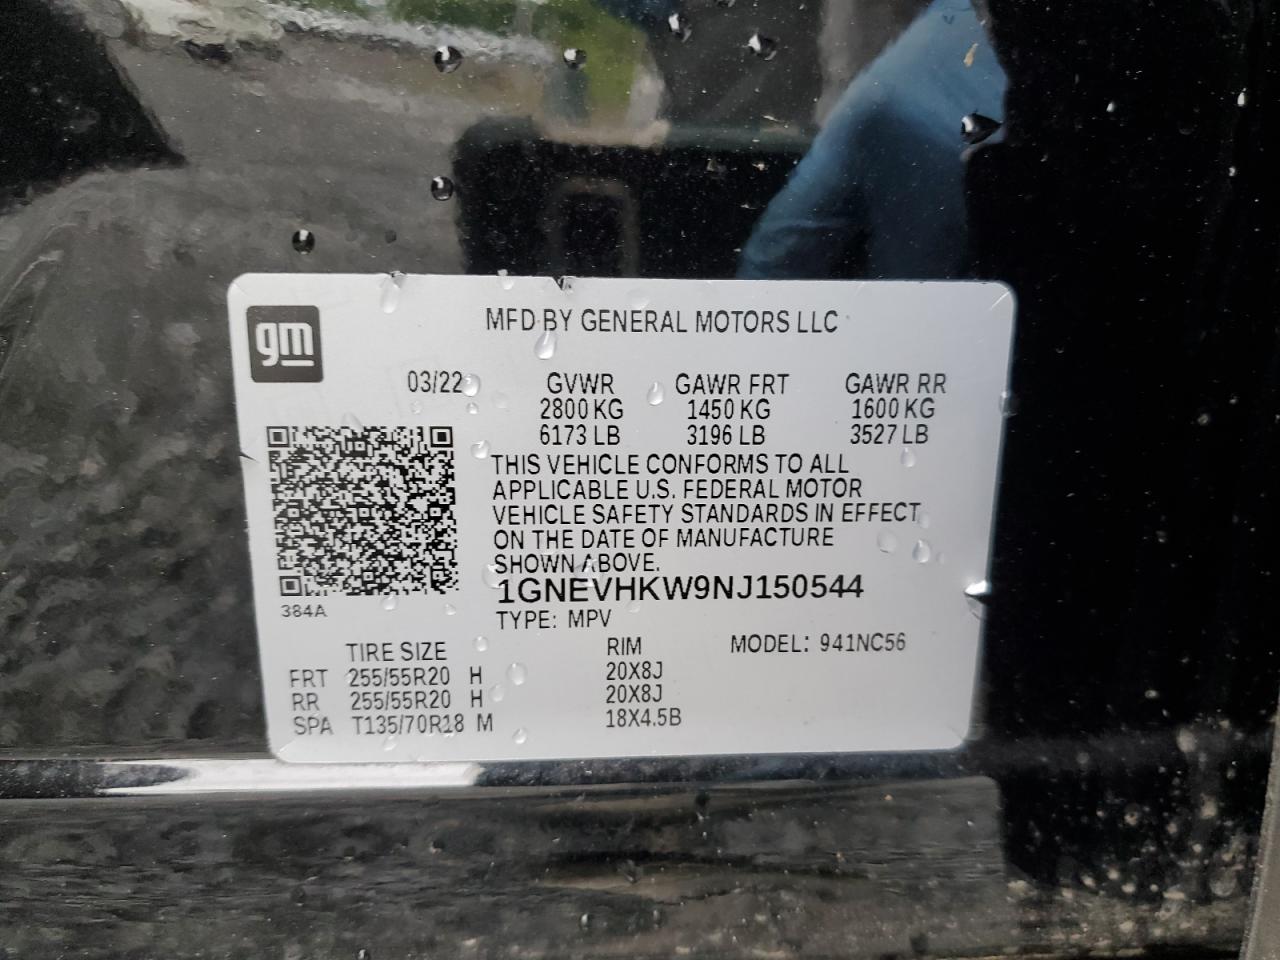 gm
MFD BY GENERAL MOTORS LLC
03/22 GVWR GAWR FRT GAWR RR
2800 KG 1450 KG 1600 KG
6173 LB 3196 LB 3527 LB
THIS VEHICLE CONFORMS TO ALL
APPLICABLE U.S. FEDERAL MOTOR
VEHICLE SAFETY STANDARDS IN EFFECT
ON THE DATE OF MANUFACTURE
SHOWN ABOVE.
1GNEVHKW9NJ150544
384A
TYPE: MPV
TIRE SIZE RIM MODEL: 941NC56
FRT 255/55R20 H 20X8J
RR 255/55R20 H 20X8J
SPA T135/70R18 M 18X4.5B